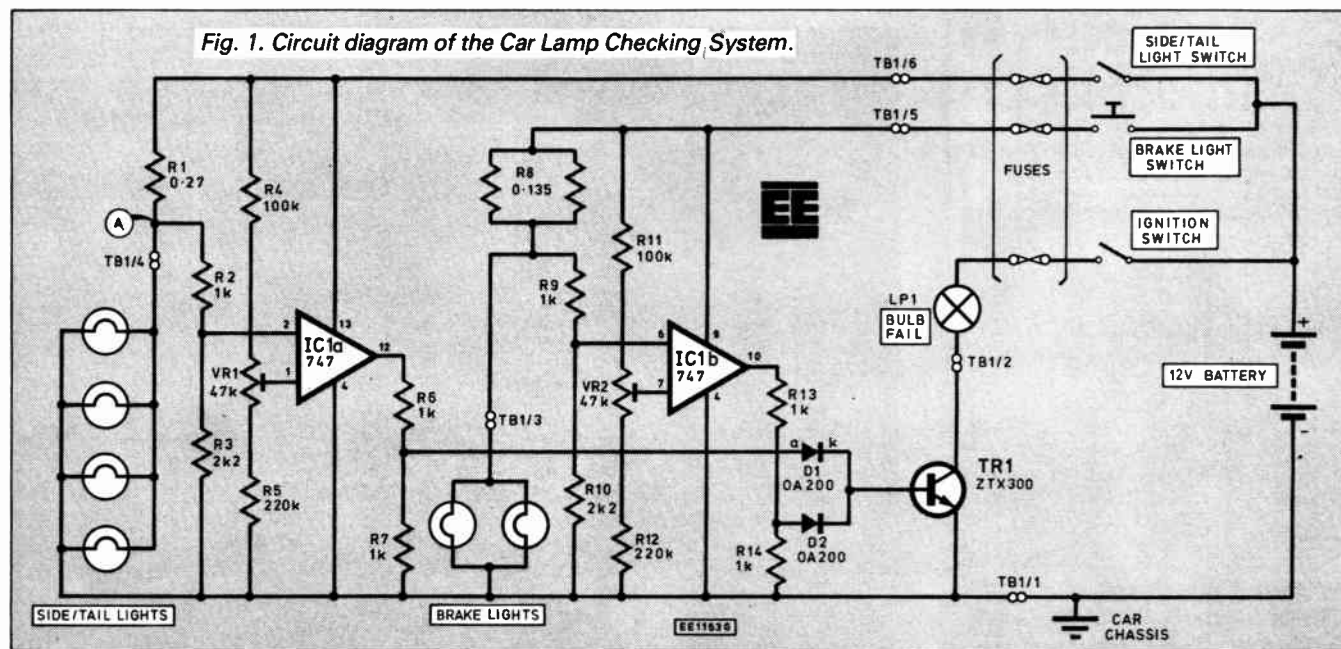 Fig. 1. Circuit diagram of the Car Lamp Checking System.
SIDE/TAIL
LIGHT SWITCH
TB1/6
TB1/5
BRAKE LIGHT
SWITCH
FUSES
IGNITION
SWITCH
R1
0·27
A
TB1/4
R4
100k
R2
1k
R8
0·135
EE
R11
100k
R9
1k
2
13
IC1a
747
12
1
4
VR1
47k
R3
2k2
R5
220k
R6
1k
R7
1k
TB1/3
6
9
IC1b
747
10
7
4
VR2
47k
R10
2k2
R12
220k
R13
1k
a
k
D1
OA200
D2
OA200
R14
1k
LP1
BULB
FAIL
TB1/2
TR1
ZTX300
12V BATTERY
+
-
TB1/1
CAR
CHASSIS
SIDE/TAIL LIGHTS
BRAKE LIGHTS
EE1163G